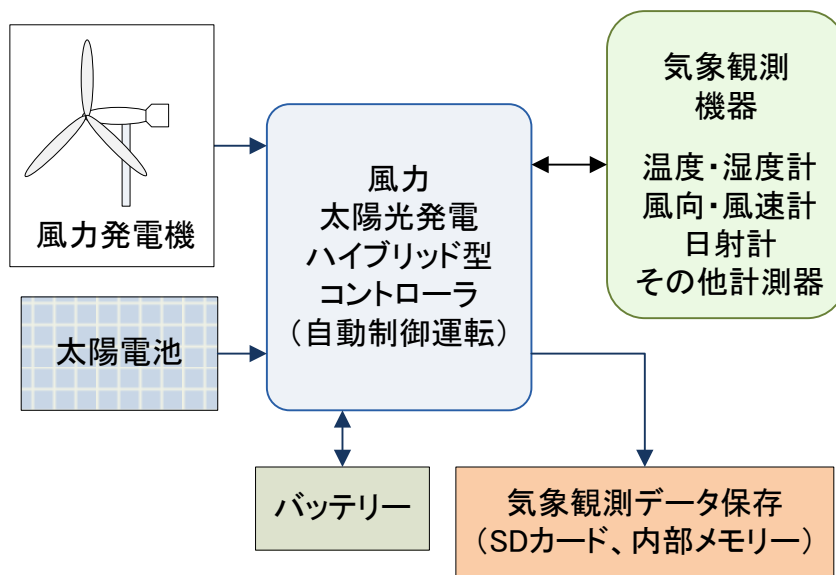 風力発電機
太陽電池
風力
太陽光発電
ハイブリッド型
コントローラ
（自動制御運転）
気象観測
機器
温度・湿度計
風向・風速計
日射計
その他計測器
バッテリー
気象観測データ保存
（SDカード、内部メモリー）